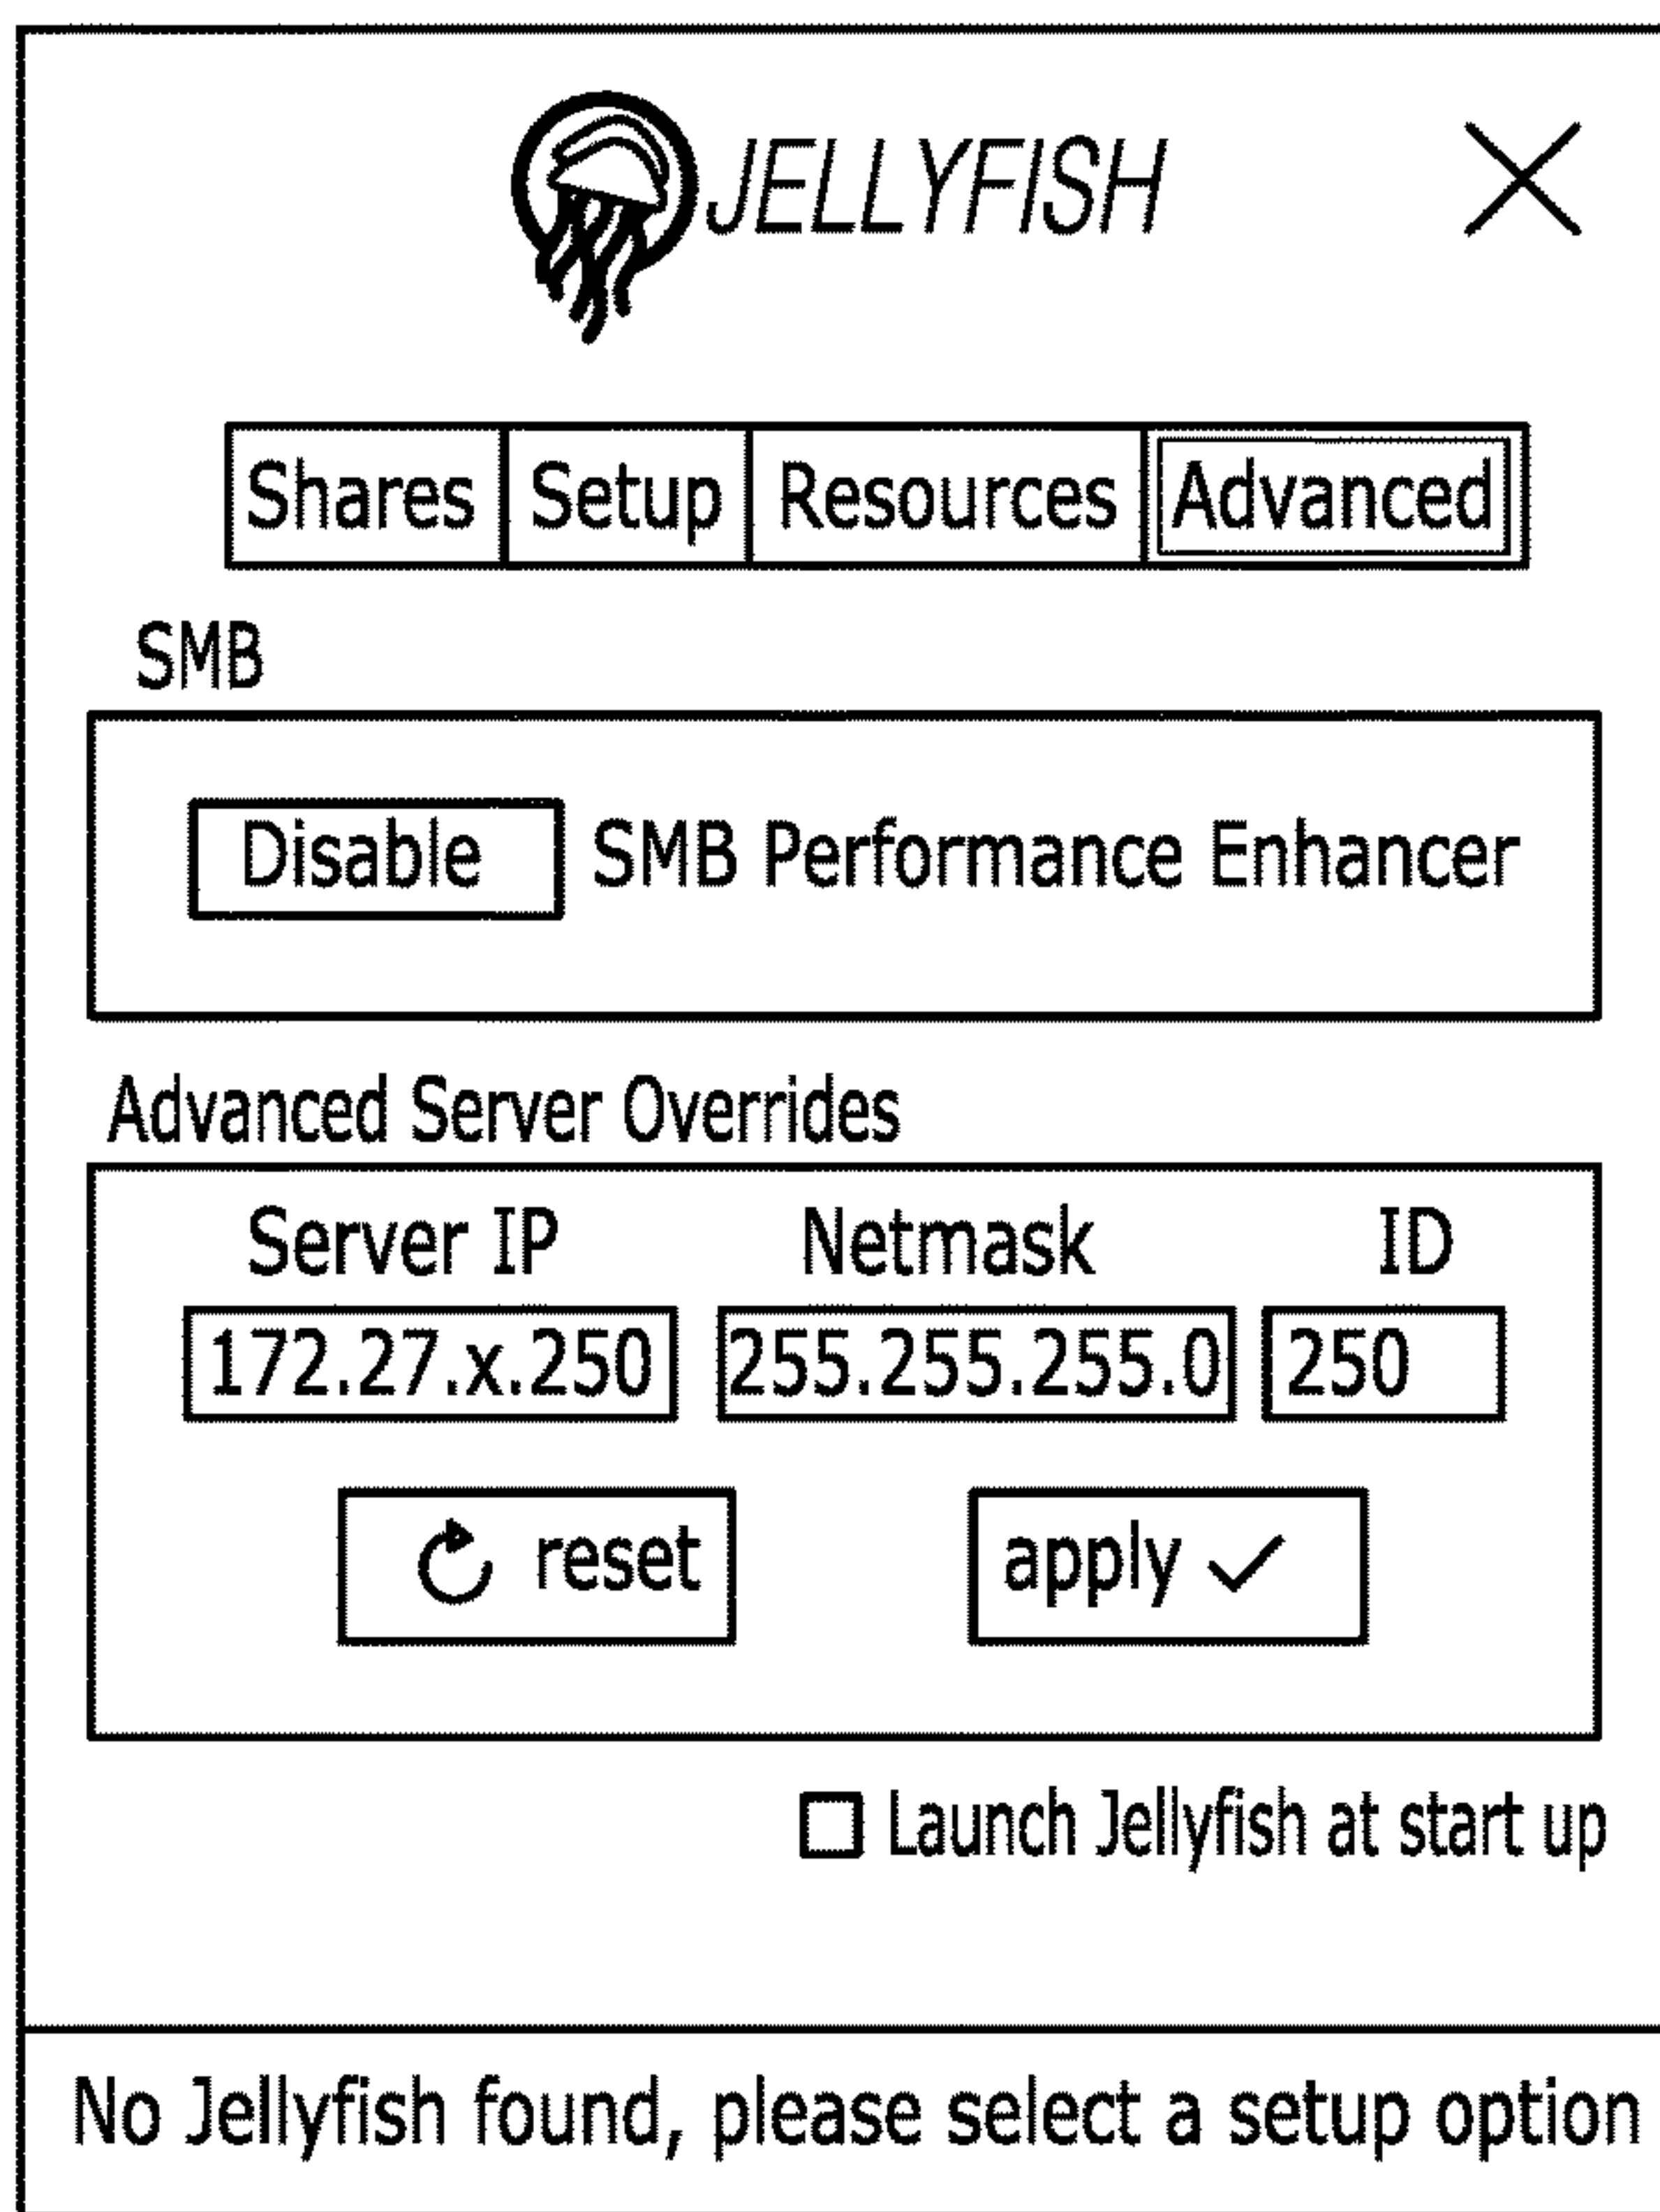 JELLYFISH
Shares Setup Resources Advanced
SMB
Disable SMB Performance Enhancer
Advanced Server Overrides
Server IP Netmask ID
172.27.x.250 255.255.255.0 250
reset apply
Launch Jellyfish at start up
No Jellyfish found, please select a setup option